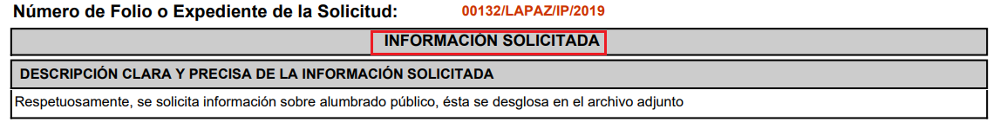 Número de Folio o Expediente de la Solicitud: 00132/LAPAZ/IP/2019
INFORMACIÓN SOLICITADA
DESCRIPCIÓN CLARA Y PRECISA DE LA INFORMACIÓN SOLICITADA
Respetuosamente, se solicita información sobre alumbrado público, ésta se desglosa en el archivo adjunto